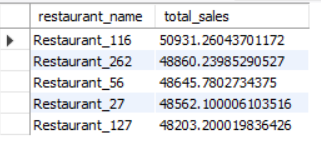 restaurant_name total_sales
Restaurant_116 50931.26043701172
Restaurant_262 48860.23985290527
Restaurant_56 48645.7802734375
Restaurant_27 48562.100006103516
Restaurant_127 48203.200019836426